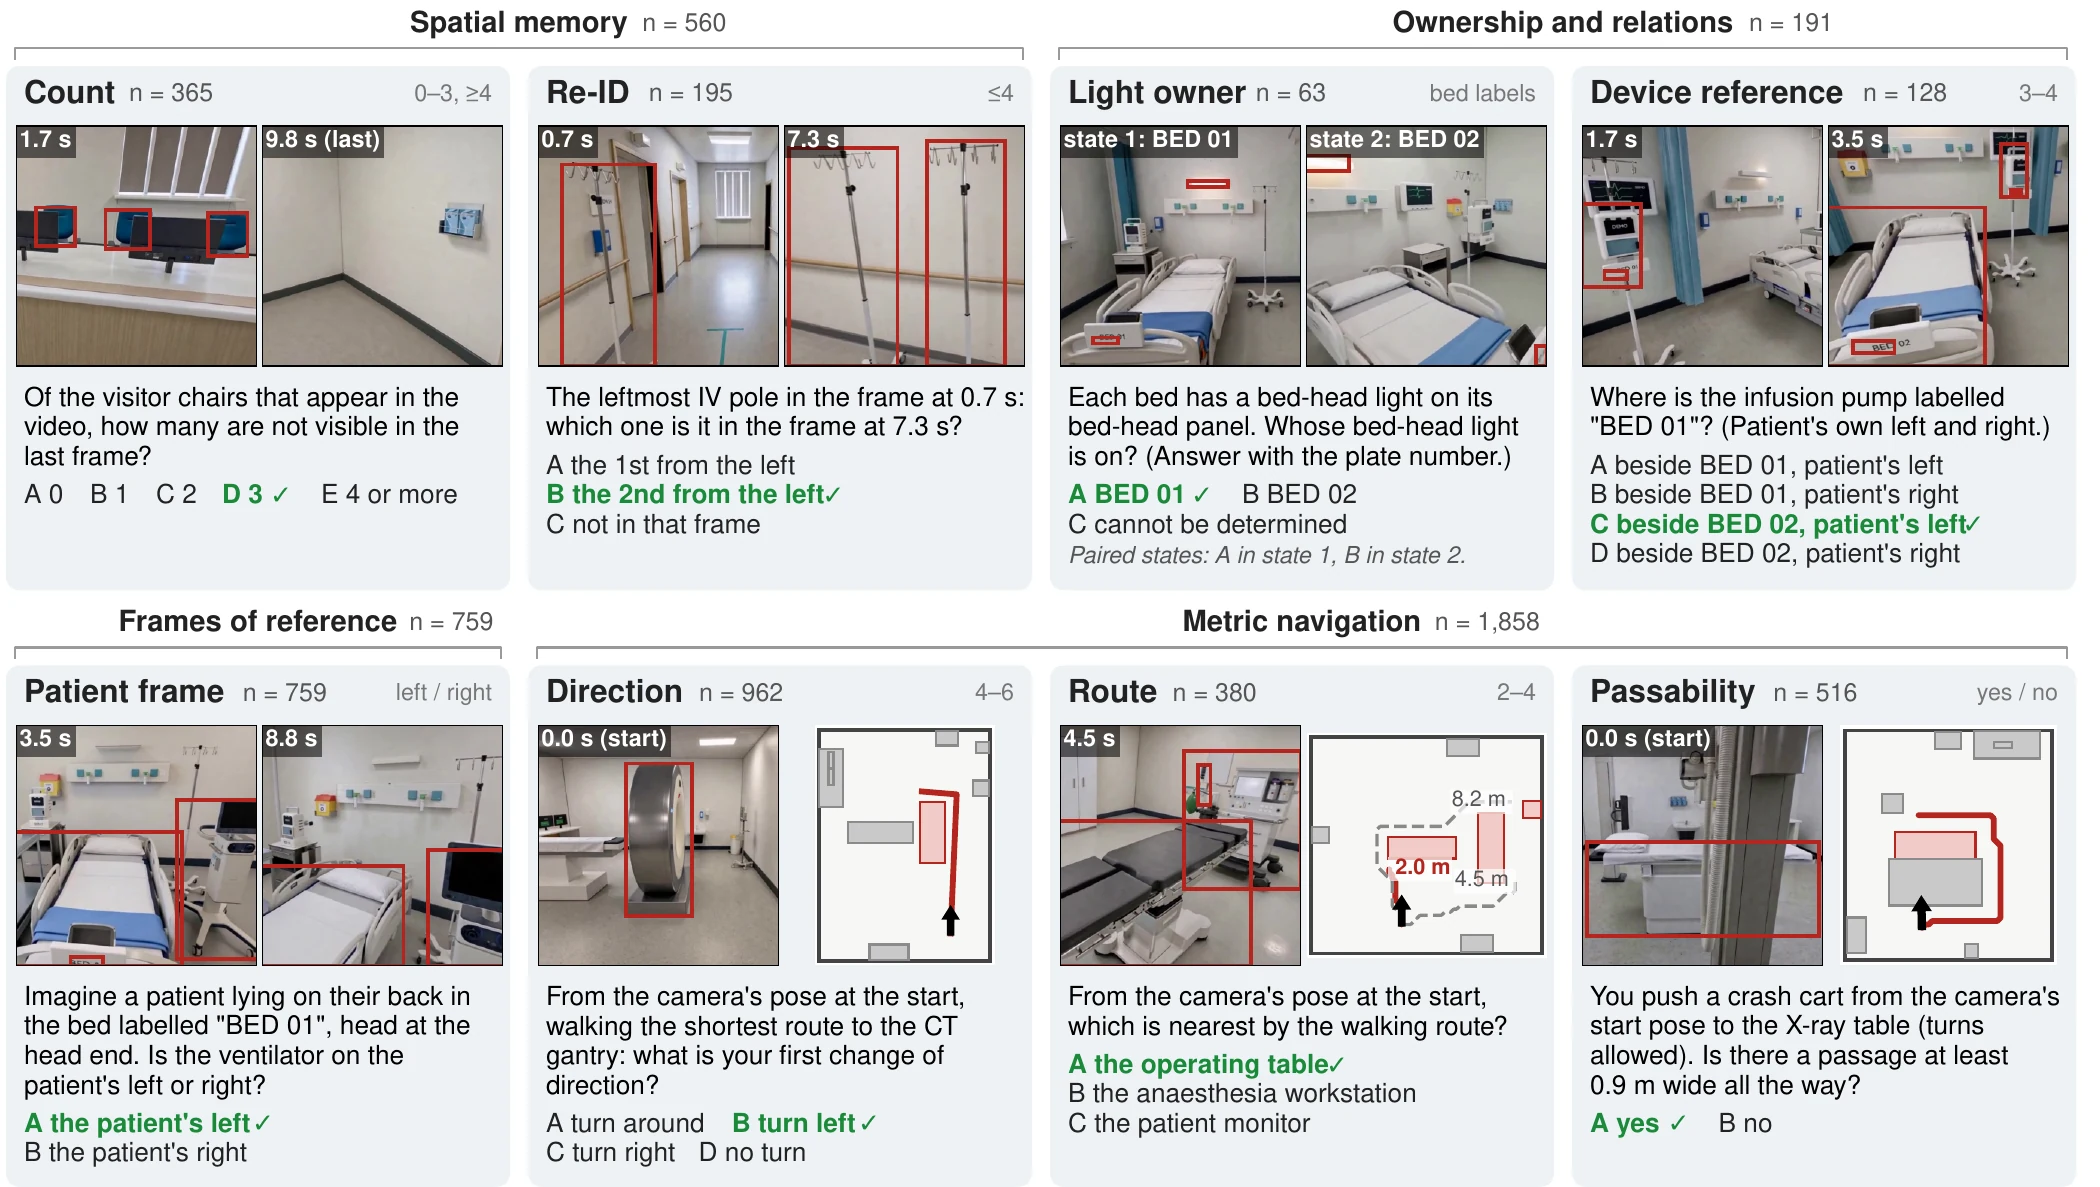 Spatial memory n = 560
Ownership and relations n = 191
Count n = 365 0–3, ≥4
1.7 s
9.8 s (last)
Of the visitor chairs that appear in the
video, how many are not visible in the
last frame?
A 0 B 1 C 2 D 3 ✓ E 4 or more
Re-ID n = 195 ≤4
0.7 s
7.3 s
The leftmost IV pole in the frame at 0.7 s:
which one is it in the frame at 7.3 s?
A the 1st from the left
B the 2nd from the left✓
C not in that frame
Light owner n = 63 bed labels
state 1: BED 01
state 2: BED 02
Each bed has a bed-head light on its
bed-head panel. Whose bed-head light
is on? (Answer with the plate number.)
A BED 01 ✓ B BED 02
C cannot be determined
Paired states: A in state 1, B in state 2.
Device reference n = 128 3–4
1.7 s
DEMO
3.5 s
BED 02
Where is the infusion pump labelled
"BED 01"? (Patient's own left and right.)
A beside BED 01, patient's left
B beside BED 01, patient's right
C beside BED 02, patient's left✓
D beside BED 02, patient's right
Frames of reference n = 759
Metric navigation n = 1,858
Patient frame n = 759 left / right
3.5 s
8.8 s
Imagine a patient lying on their back in
the bed labelled "BED 01", head at the
head end. Is the ventilator on the
patient's left or right?
A the patient's left ✓
B the patient's right
Direction n = 962 4–6
0.0 s (start)
From the camera's pose at the start,
walking the shortest route to the CT
gantry: what is your first change of
direction?
A turn around B turn left ✓
C turn right D no turn
Route n = 380 2–4
4.5 s
8.2 m
2.0 m
4.5 m
From the camera's pose at the start,
which is nearest by the walking route?
A the operating table✓
B the anaesthesia workstation
C the patient monitor
Passability n = 516 yes / no
0.0 s (start)
You push a crash cart from the camera's
start pose to the X-ray table (turns
allowed). Is there a passage at least
0.9 m wide all the way?
A yes ✓ B no